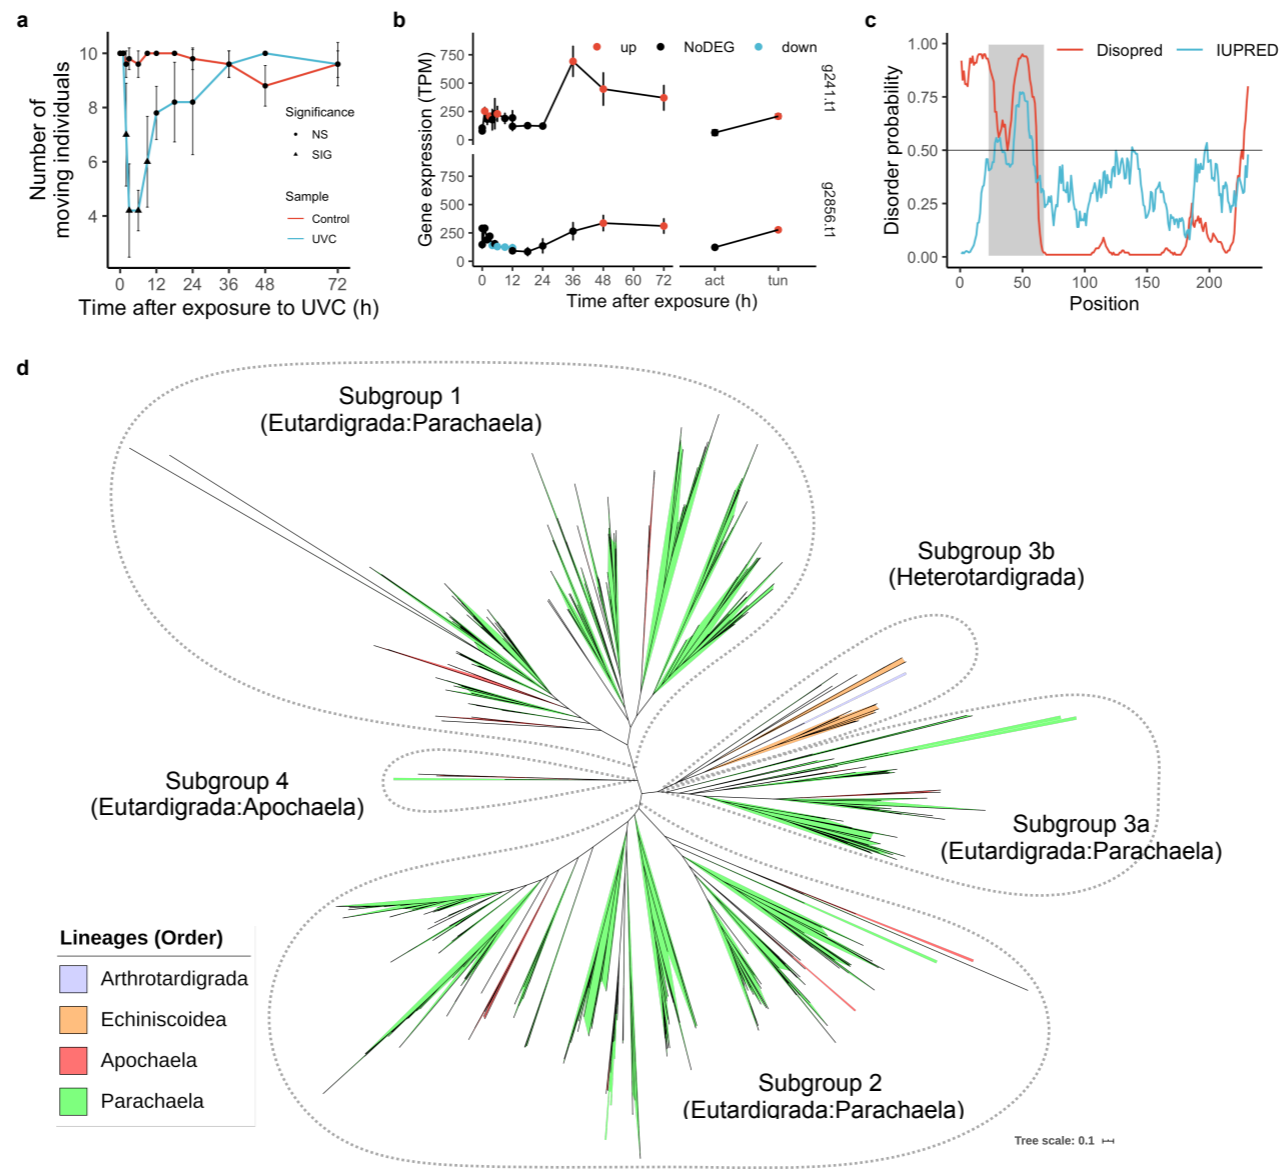 a
10
8
6
4
Number of
moving individuals
Significance
NS
SIG
Sample
Control
UVC
0
12
24
36
48
72
Time after exposure to UVC (h)
b
up
NoDEG
down
Gene expression (TPM)
750
500
250
0
g241.t1
750
500
250
0
g2856.t1
0
12
24
36
48
60
72
act
tun
Time after exposure (h)
c
Disopred
IUPRED
Disorder probability
1.00
0.75
0.50
0.25
0.00
0
50
100
150
200
Position
d
Subgroup 1
(Eutardigrada:Parachaela)
Subgroup 3b
(Heterotardigrada)
Subgroup 4
(Eutardigrada:Apochaela)
Subgroup 3a
(Eutardigrada:Parachaela)
Lineages (Order)
Arthrotardigrada
Echiniscoidea
Apochaela
Parachaela
Subgroup 2
(Eutardigrada:Parachaela)
Tree scale: 0.1